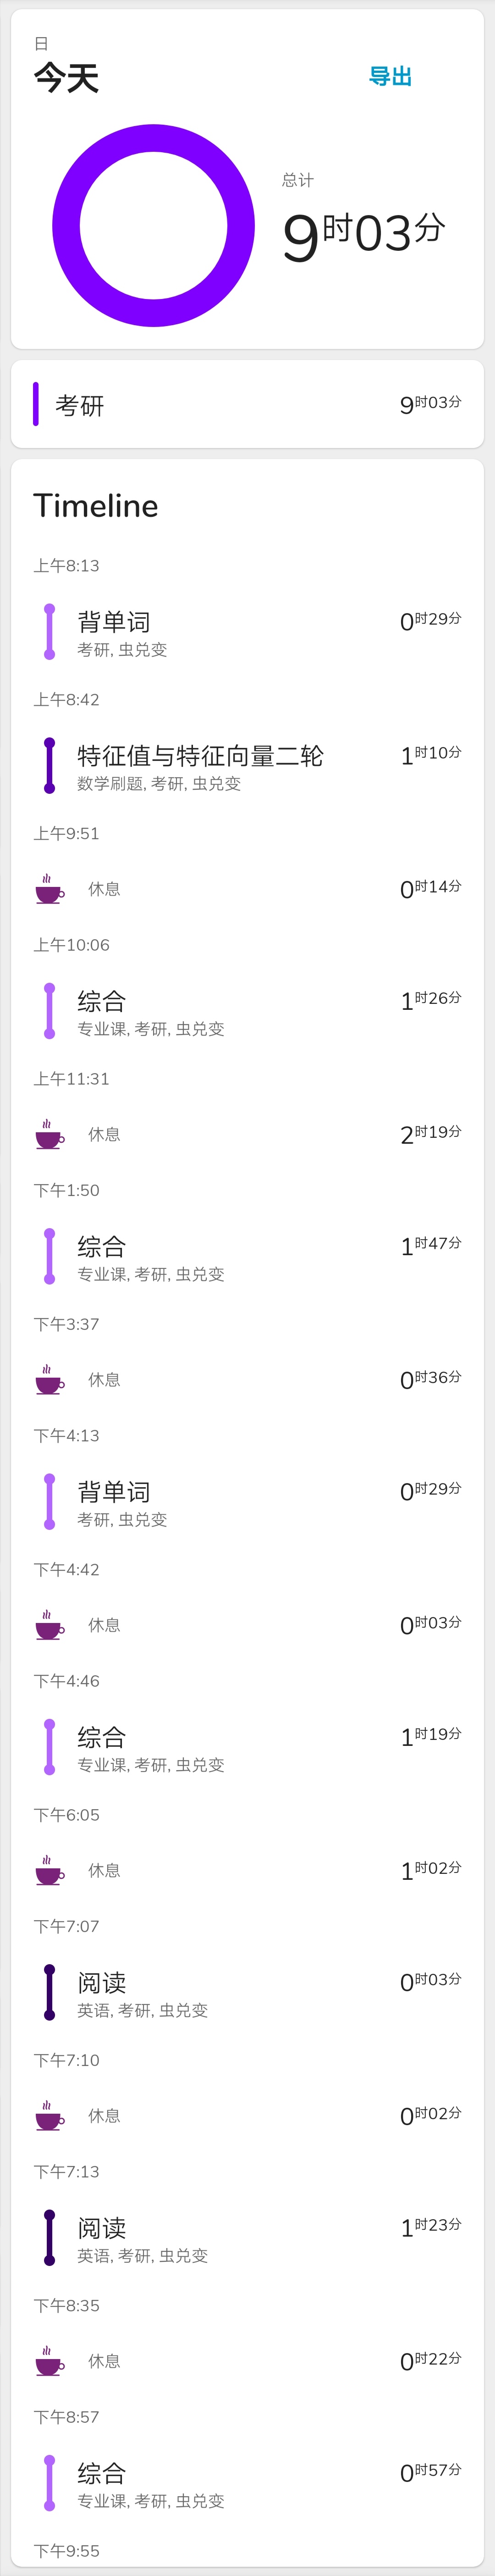 日
今天
导出
总计
9时03分
考研
9时03分
Timeline
上午8:13
背单词
0时29分
考研, 虫兑变
上午8:42
特征值与特征向量二轮
1时10分
数学刷题, 考研, 虫兑变
上午9:51
休息
0时14分
上午10:06
综合
1时26分
专业课, 考研, 虫兑变
上午11:31
休息
2时19分
下午1:50
综合
1时47分
专业课, 考研, 虫兑变
下午3:37
休息
0时36分
下午4:13
背单词
0时29分
考研, 虫兑变
下午4:42
休息
0时03分
下午4:46
综合
1时19分
专业课, 考研, 虫兑变
下午6:05
休息
1时02分
下午7:07
阅读
0时03分
英语, 考研, 虫兑变
下午7:10
休息
0时02分
下午7:13
阅读
1时23分
英语, 考研, 虫兑变
下午8:35
休息
0时22分
下午8:57
综合
0时57分
专业课, 考研, 虫兑变
下午9:55